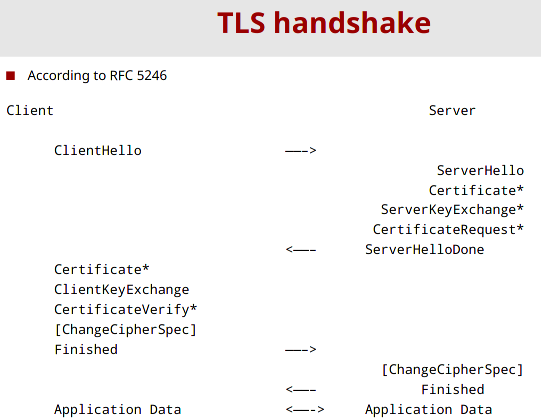 TLS handshake
According to RFC 5246
Client Server
ClientHello ——–>
ServerHello
Certificate*
ServerKeyExchange*
CertificateRequest*
<——– ServerHelloDone
Certificate*
ClientKeyExchange
CertificateVerify*
[ChangeCipherSpec]
Finished ——–>
[ChangeCipherSpec]
<——– Finished
Application Data <——–> Application Data